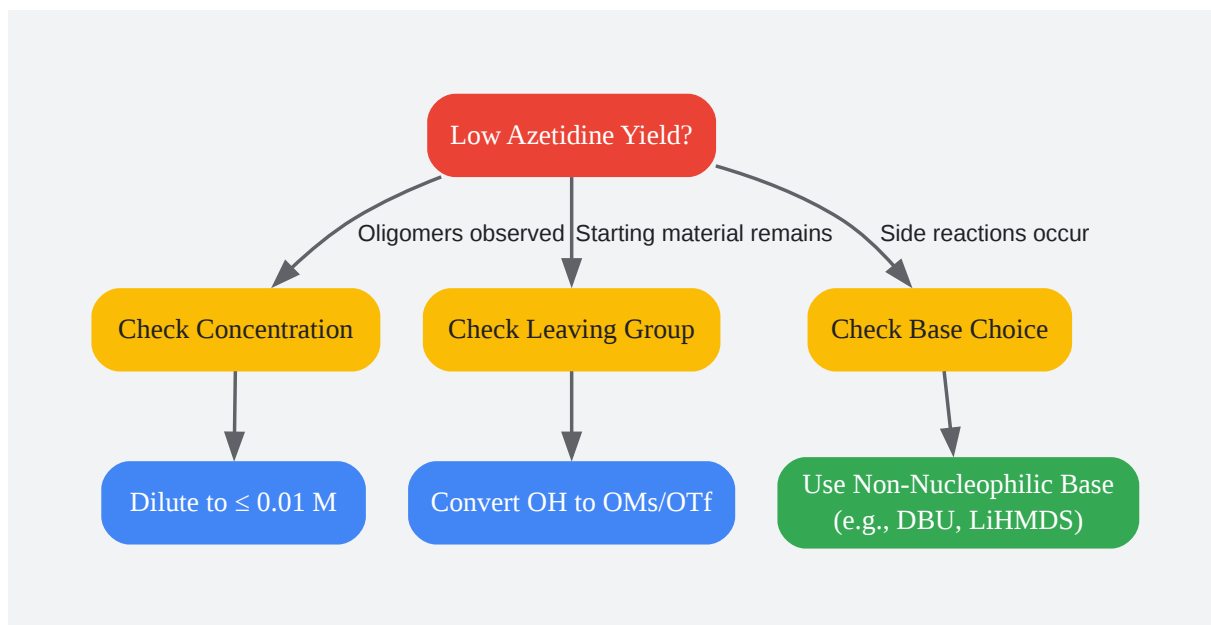 Low Azetidine Yield?
Oligomers observed
Starting material remains
Side reactions occur
Check Concentration
Check Leaving Group
Check Base Choice
Dilute to ≤ 0.01 M
Convert OH to OMs/OTf
Use Non-Nucleophilic Base
(e.g., DBU, LiHMDS)